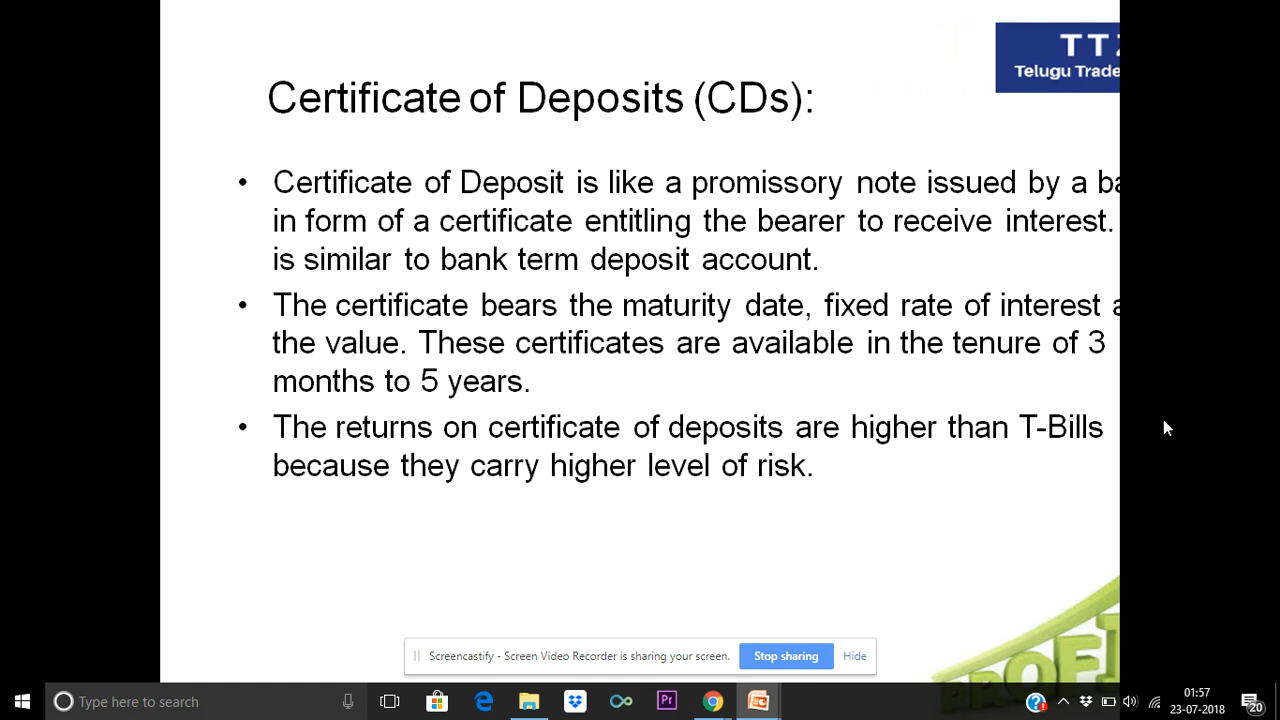 TTZ
Telugu Trade
Certificate of Deposits (CDs):
• Certificate of Deposit is like a promissory note issued by a
in form of a certificate entitling the bearer to receive interest.
is similar to bank term deposit account.
• The certificate bears the maturity date, fixed rate of interest
the value. These certificates are available in the tenure of 3
months to 5 years.
• The returns on certificate of deposits are higher than T-Bills
because they carry higher level of risk.
PROFI
Screencastify - Screen Video Recorder is sharing your screen.
Stop sharing
Hide
Type here to search
Pr
01:57
23-07-2018
20